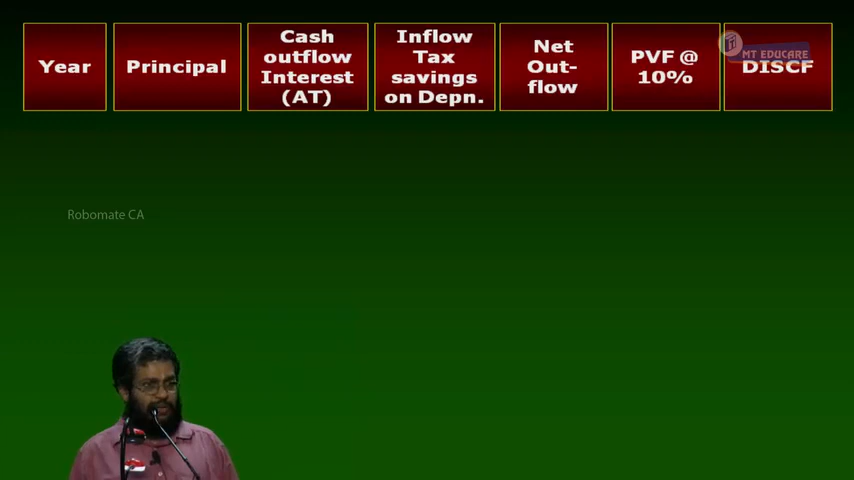 Year
Principal
Cash
outflow
Interest
(AT)
Inflow
Tax
savings
on Depn.
Net
Out-
flow
PVF @
10%
MT EDUCARE
DISCF
Robomate CA